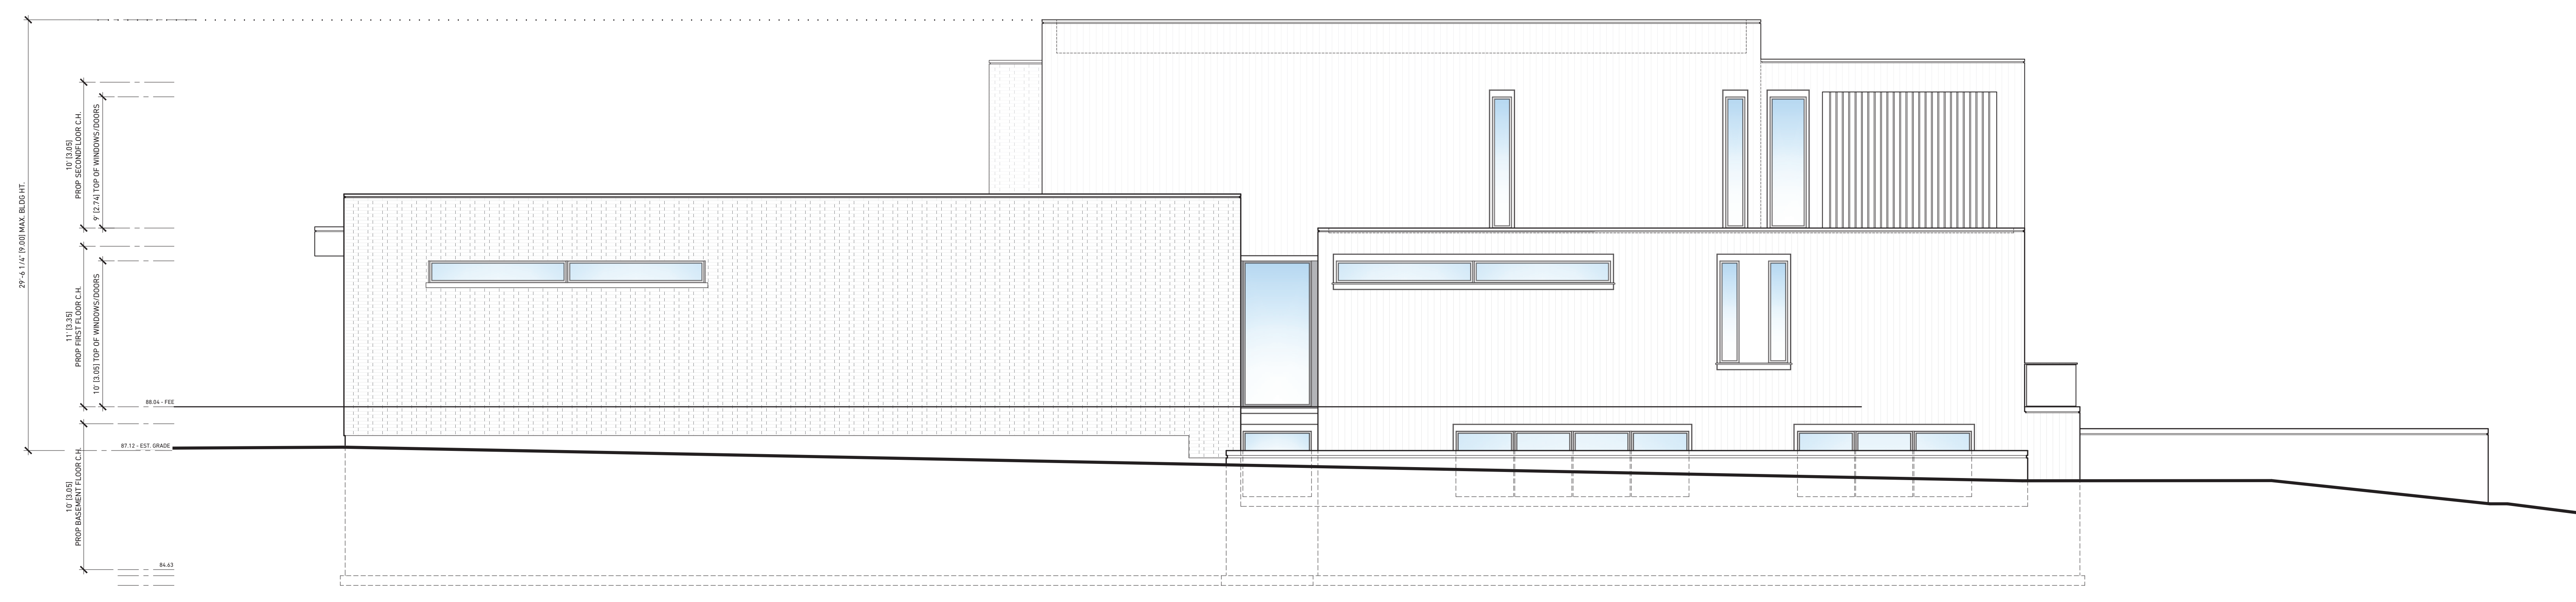 29'-6 1/4" [9.00] MAX. BLDG HT.
10' [3.05]
PROP SECONDFLOOR C.H.
9' [2.74] TOP OF WINDOWS/DOORS
11' [3.35]
PROP FIRST FLOOR C.H.
10' [3.05] TOP OF WINDOWS/DOORS
88.04 - FEE
87.12 - EST. GRADE
10' [3.05]
PROP BASEMENT FLOOR C.H.
84.63